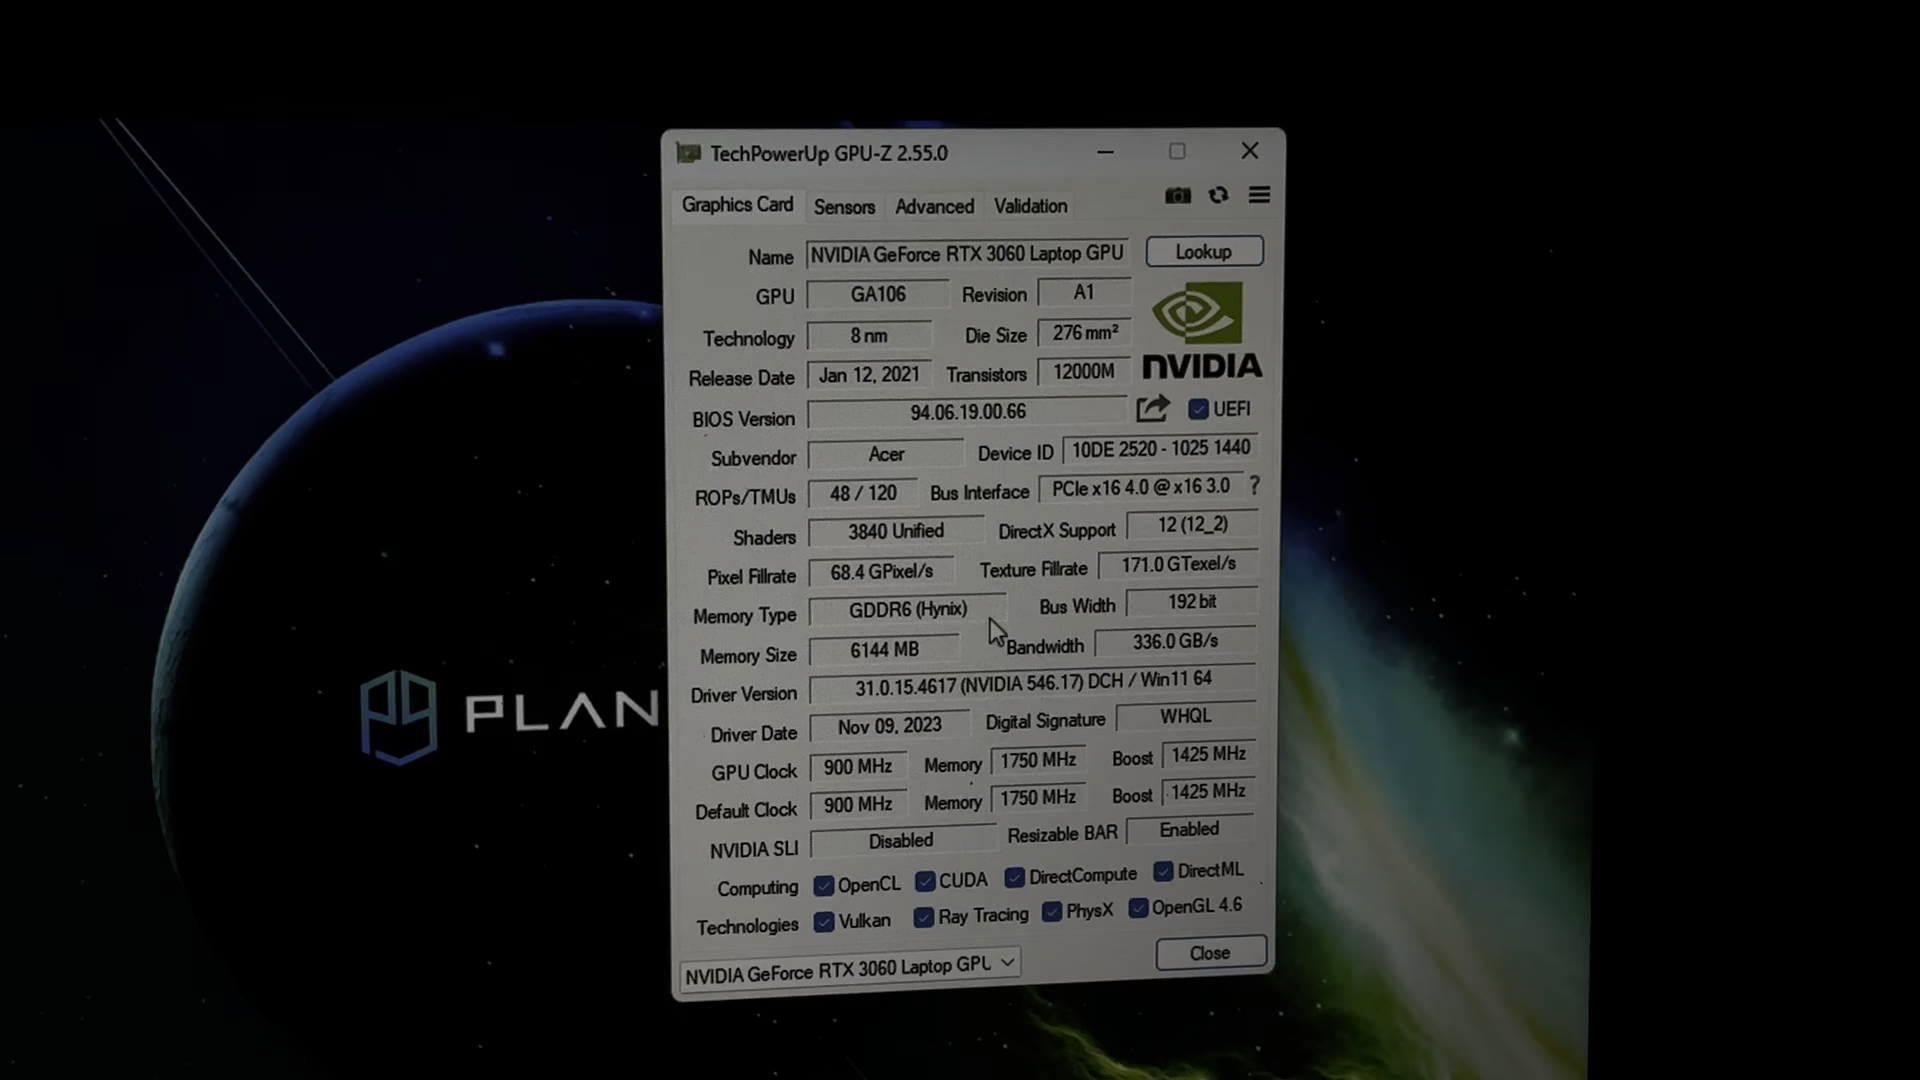 TechPowerUp GPU-Z 2.55.0
Graphics Card Sensors Advanced Validation
Name NVIDIA GeForce RTX 3060 Laptop GPU Lookup
GPU GA106 Revision A1
Technology 8 nm Die Size 276 mm²
NVIDIA
Release Date Jan 12, 2021 Transistors 12000M
BIOS Version 94.06.19.00.66 UEFI
Subvendor Acer Device ID 10DE 2520 - 1025 1440
ROPs/TMUs 48 / 120 Bus Interface PCIe x16 4.0 @ x16 3.0 ?
Shaders 3840 Unified DirectX Support 12 (12_2)
Pixel Fillrate 68.4 GPixel/s Texture Fillrate 171.0 GTexel/s
Memory Type GDDR6 (Hynix) Bus Width 192 bit
Memory Size 6144 MB Bandwidth 336.0 GB/s
Driver Version 31.0.15.4617 (NVIDIA 546.17) DCH / Win11 64
Driver Date Nov 09, 2023 Digital Signature WHQL
GPU Clock 900 MHz Memory 1750 MHz Boost 1425 MHz
Default Clock 900 MHz Memory 1750 MHz Boost 1425 MHz
NVIDIA SLI Disabled Resizable BAR Enabled
Computing OpenCL CUDA DirectCompute DirectML
Technologies Vulkan Ray Tracing PhysX OpenGL 4.6
NVIDIA GeForce RTX 3060 Laptop GPU Close
PLAN